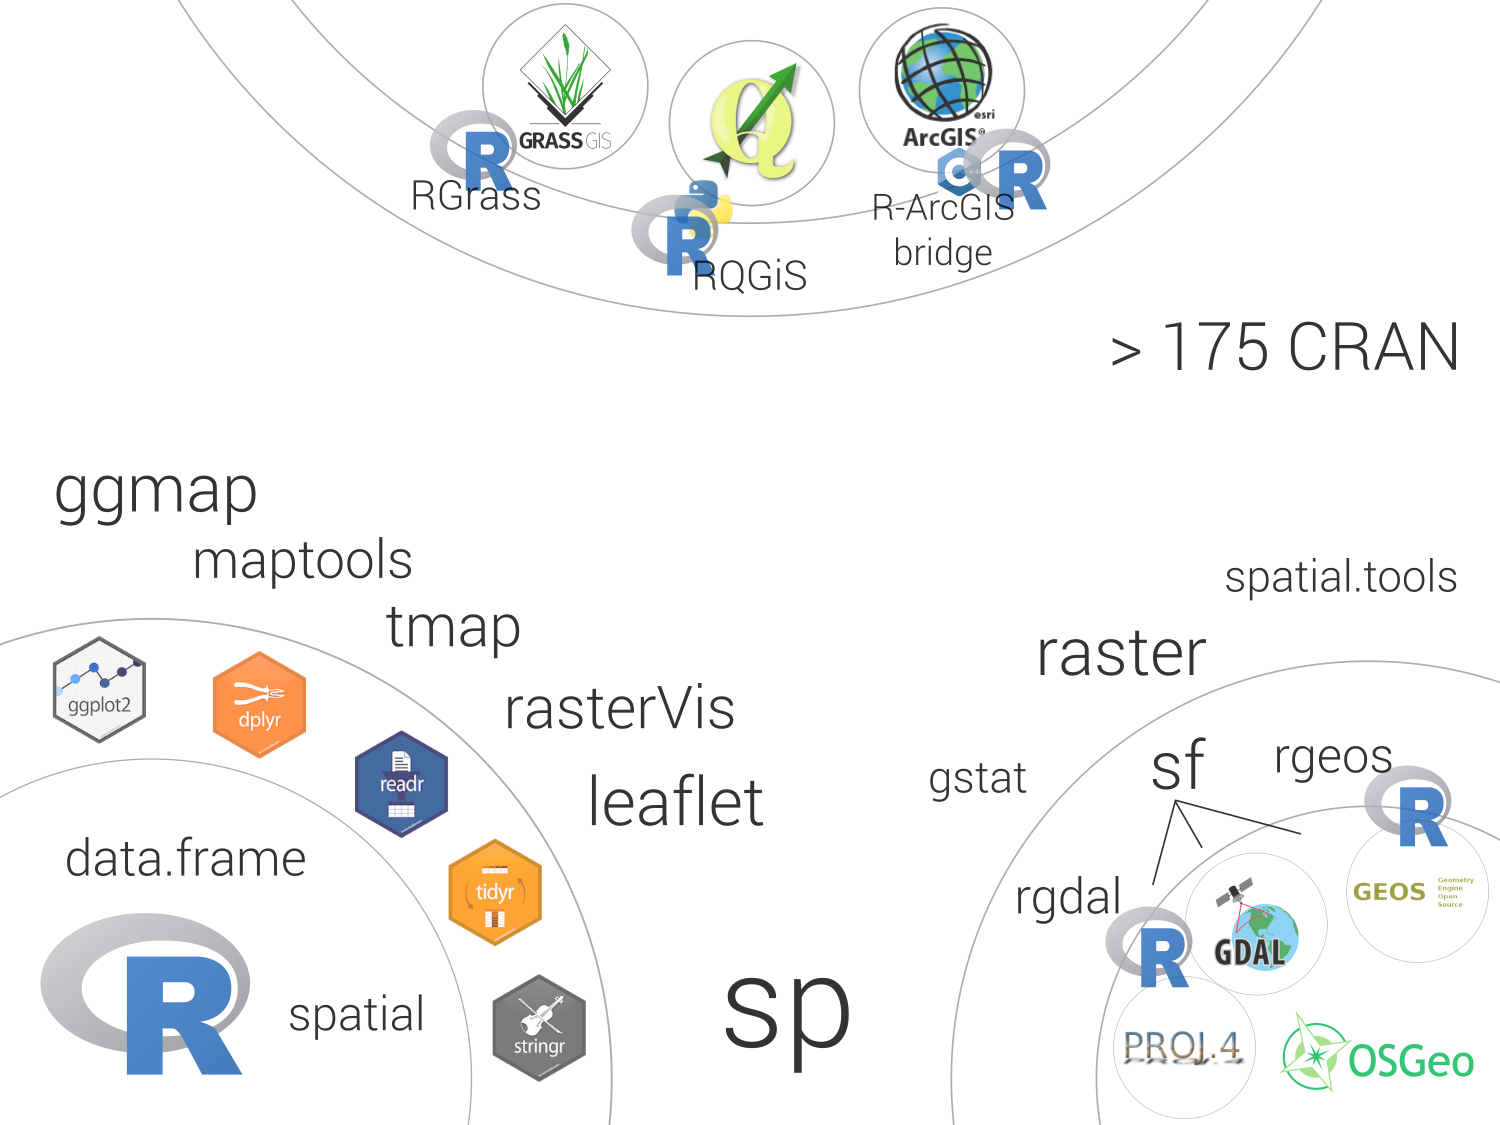 GRASS GIS
RGrass
Q
RQGiS
esri
ArcGIS®
C++
R
R-ArcGIS
bridge
> 175 CRAN
ggmap
maptools
tmap
rasterVis
leaflet
ggplot2
dplyr
readr
tidyr
stringr
data.frame
R
spatial
sp
spatial.tools
raster
gstat
sf
rgeos
R
GEOS
Geometry
Engine
Open
Source
rgdal
R
GDAL
PROJ.4
OSGeo